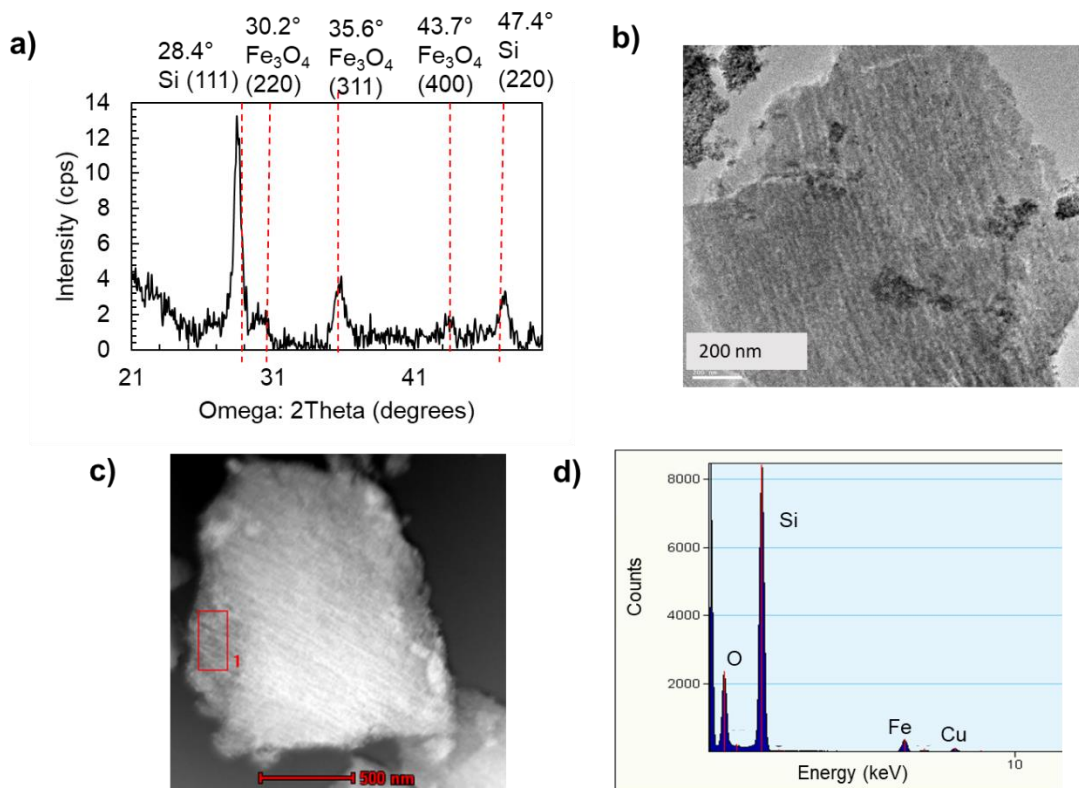 a)
28.4°
Si (111)
30.2°
Fe₃O₄
(220)
35.6°
Fe₃O₄
(311)
43.7°
Fe₃O₄
(400)
47.4°
Si
(220)
14
12
10
8
6
4
2
0
Intensity (cps)
21
31
41
Omega: 2Theta (degrees)
b)
200 nm
200 nm
c)
1
500 nm
d)
8000
6000
4000
2000
Counts
Si
O
Fe
Cu
10
Energy (keV)